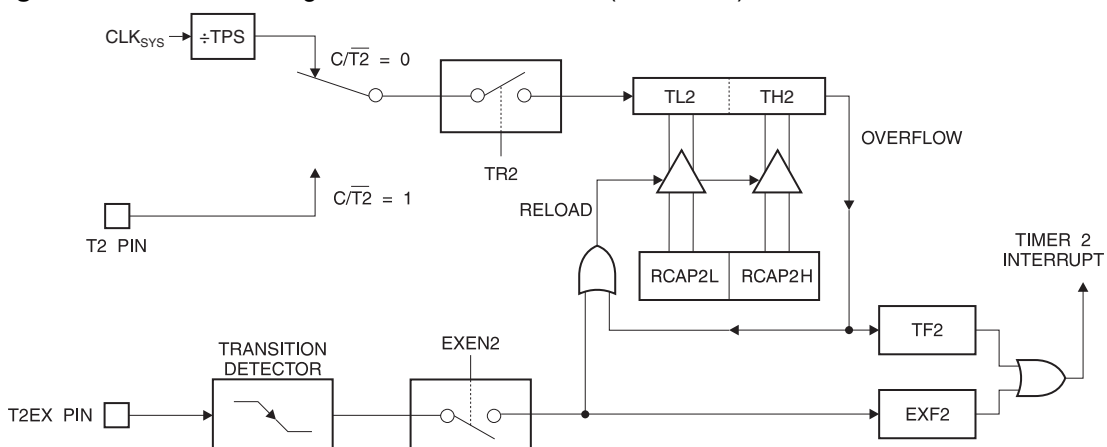 CLKSYS
÷TPS
C/T2 = 0
TL2
TH2
OVERFLOW
TR2
C/T2 = 1
RELOAD
T2 PIN
TIMER 2
INTERRUPT
RCAP2L
RCAP2H
EXEN2
TF2
TRANSITION
DETECTOR
T2EX PIN
EXF2